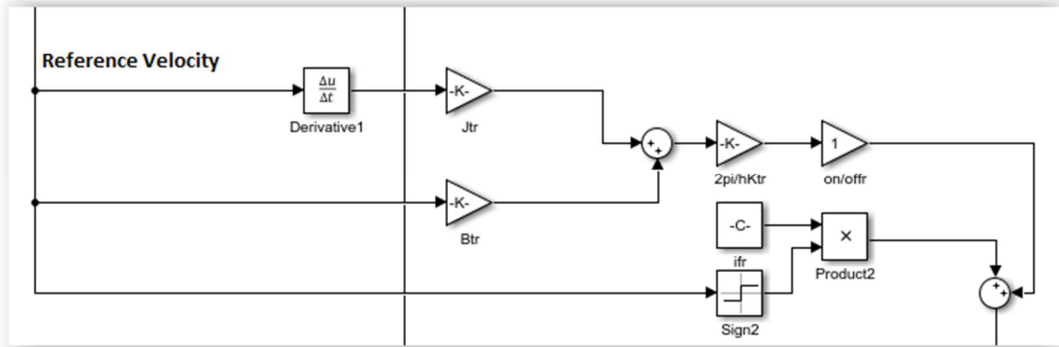 Reference Velocity
Δu
Δt
Derivative1
-K-
Jtr
-K-
Btr
-K-
2pi/hKtr
1
on/offr
-C-
ifr
×
Product2
Sign2